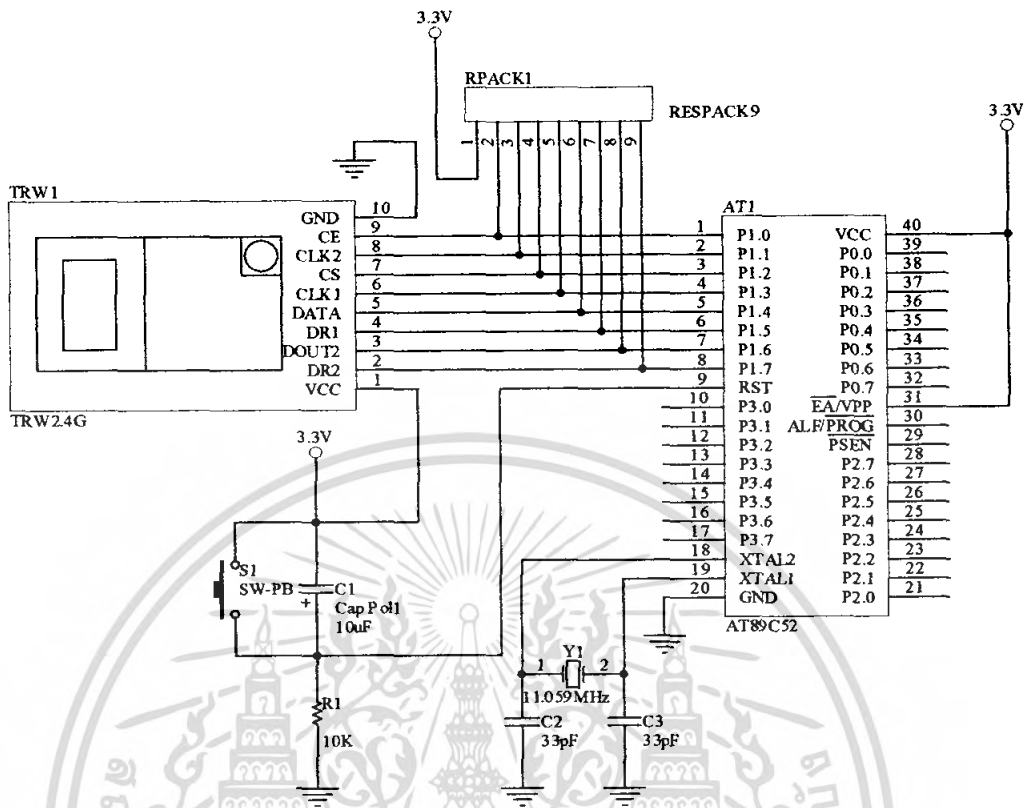 3.3V
RPACK1
RESPACK9
1 2 3 4 5 6 7 8 9
3.3V
TRW1
GND 10
CE 9
CLK2 8
CS 7
CLK1 6
DATA 5
DR1 4
DOUT2 3
DR2 2
VCC 1
TRW2.4G
AT1
1 P1.0 VCC 40
2 P1.1 P0.0 39
3 P1.2 P0.1 38
4 P1.3 P0.2 37
5 P1.4 P0.3 36
6 P1.5 P0.4 35
7 P1.6 P0.5 34
8 P1.7 P0.6 33
9 RST P0.7 32
10 P3.0 EA/VPP 31
11 P3.1 ALF/PROG 30
12 P3.2 PSEN 29
13 P3.3 P2.7 28
14 P3.4 P2.6 27
15 P3.5 P2.5 26
16 P3.6 P2.4 25
17 P3.7 P2.3 24
18 XTAL2 P2.2 23
19 XTAL1 P2.1 22
20 GND P2.0 21
AT89C52
3.3V
S1
SW-PB
C1
+
Cap Pol1
10uF
R1
10K
Y1
1 2
11.059MHz
C2
33pF
C3
33pF